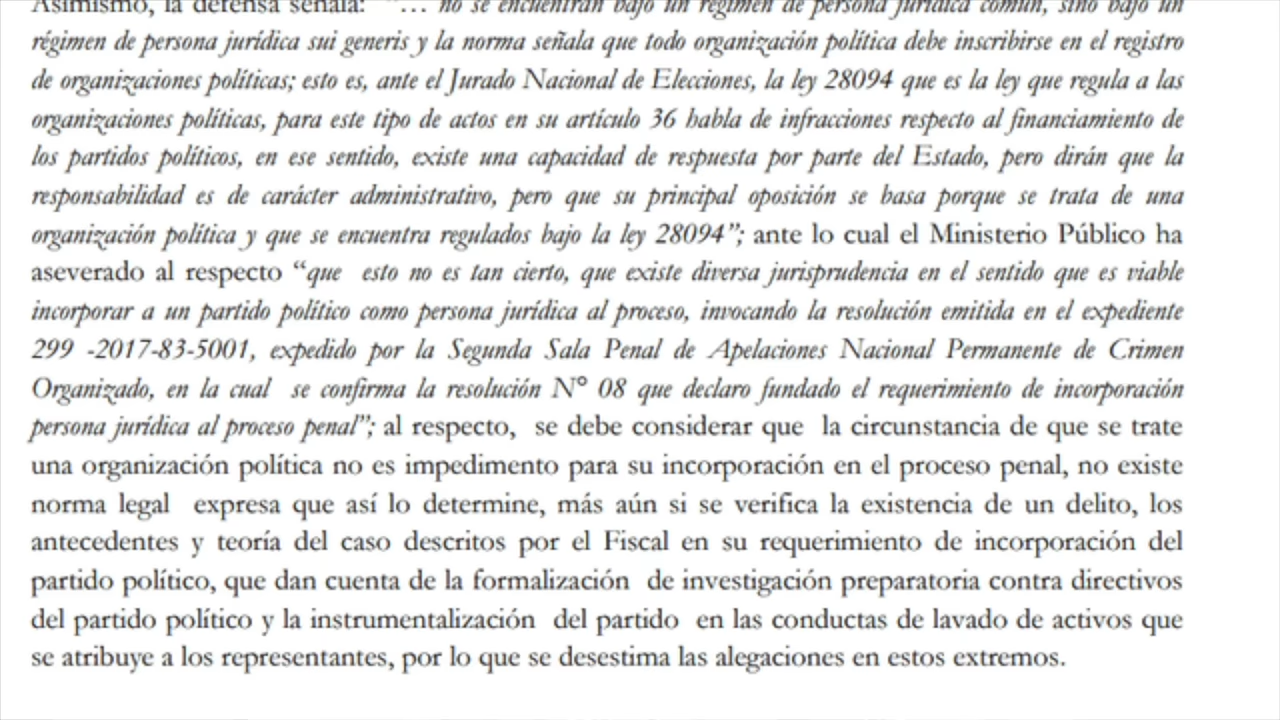 Asimismo, la defensa señala: "… no se encuentran bajo un régimen de persona jurídica común, sino bajo un
régimen de persona jurídica sui generis y la norma señala que todo organización política debe inscribirse en el registro
de organizaciones políticas; esto es, ante el Jurado Nacional de Elecciones, la ley 28094 que es la ley que regula a las
organizaciones políticas, para este tipo de actos en su artículo 36 habla de infracciones respecto al financiamiento de
los partidos políticos, en ese sentido, existe una capacidad de respuesta por parte del Estado, pero dirán que la
responsabilidad es de carácter administrativo, pero que su principal oposición se basa porque se trata de una
organización política y que se encuentra regulados bajo la ley 28094"; ante lo cual el Ministerio Público ha
aseverado al respecto "que esto no es tan cierto, que existe diversa jurisprudencia en el sentido que es viable
incorporar a un partido político como persona jurídica al proceso, invocando la resolución emitida en el expediente
299 -2017-83-5001, expedido por la Segunda Sala Penal de Apelaciones Nacional Permanente de Crimen
Organizado, en la cual se confirma la resolución N° 08 que declaro fundado el requerimiento de incorporación
persona jurídica al proceso penal"; al respecto, se debe considerar que la circunstancia de que se trate
una organización política no es impedimento para su incorporación en el proceso penal, no existe
norma legal expresa que así lo determine, más aún si se verifica la existencia de un delito, los
antecedentes y teoría del caso descritos por el Fiscal en su requerimiento de incorporación del
partido político, que dan cuenta de la formalización de investigación preparatoria contra directivos
del partido político y la instrumentalización del partido en las conductas de lavado de activos que
se atribuye a los representantes, por lo que se desestima las alegaciones en estos extremos.